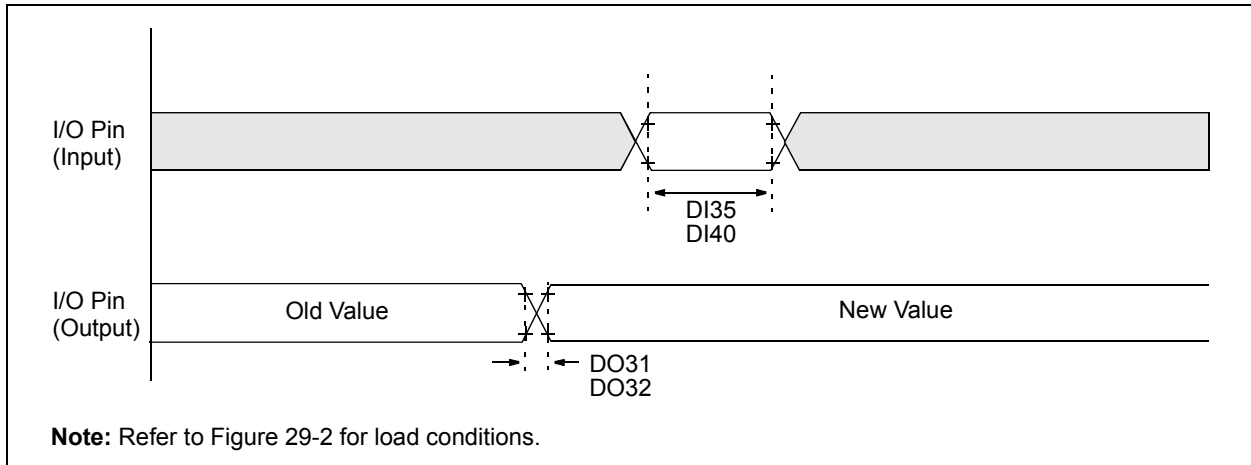 I/O Pin
(Input)
DI35
DI40
I/O Pin
(Output)
Old Value
New Value
DO31
DO32
Note: Refer to Figure 29-2 for load conditions.